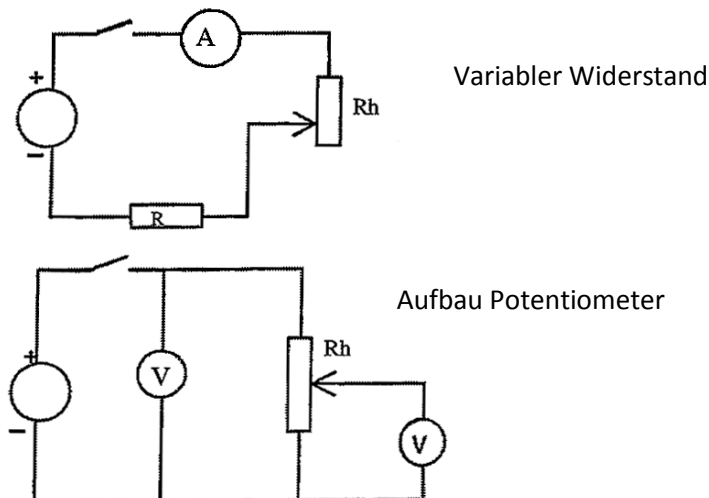 A
Variabler Widerstand
Rh
+
−
R
Aufbau Potentiometer
Rh
+
V
V
−